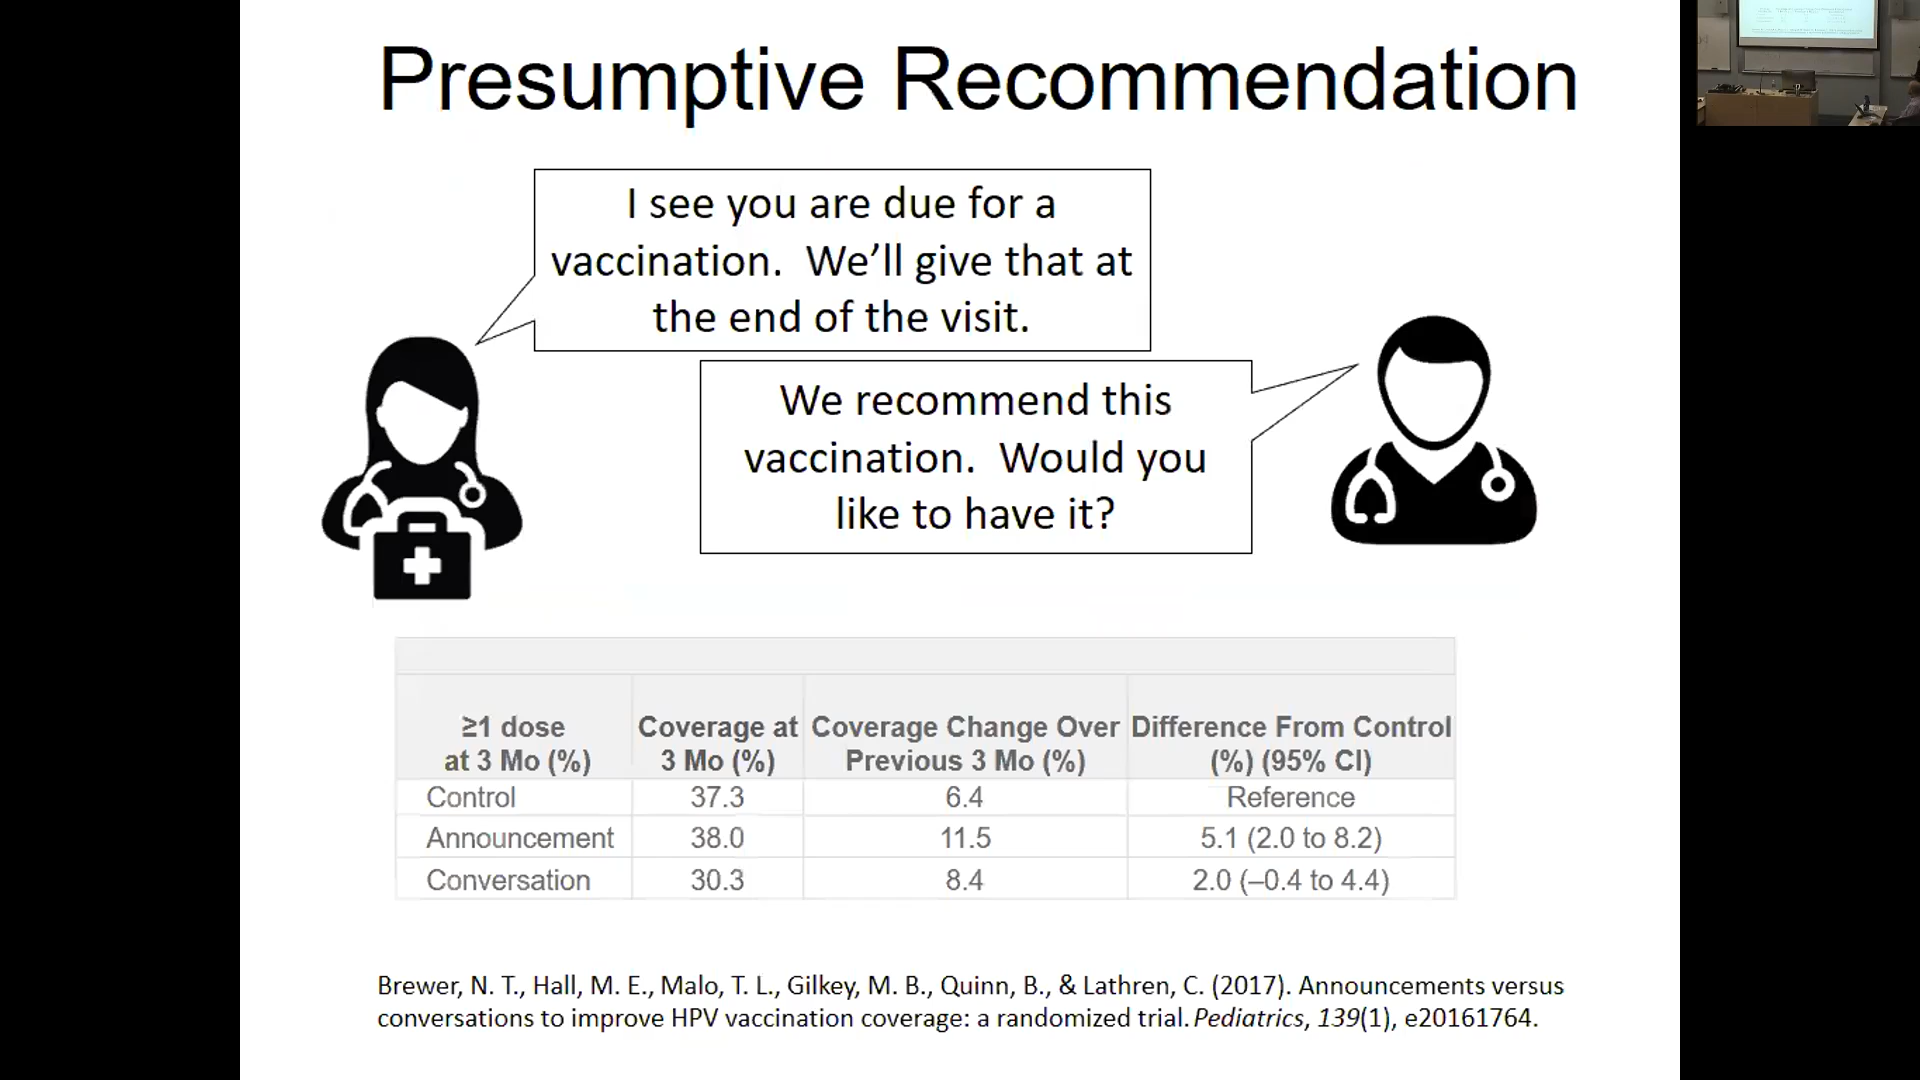 Presumptive Recommendation
I see you are due for a
vaccination.  We’ll give that at
the end of the visit.
We recommend this
vaccination.  Would you
like to have it?
≥1 dose
at 3 Mo (%)
Coverage at
3 Mo (%)
Coverage Change Over
Previous 3 Mo (%)
Difference From Control
(%) (95% CI)
Control 37.3 6.4 Reference
Announcement 38.0 11.5 5.1 (2.0 to 8.2)
Conversation 30.3 8.4 2.0 (–0.4 to 4.4)
Brewer, N. T., Hall, M. E., Malo, T. L., Gilkey, M. B., Quinn, B., & Lathren, C. (2017). Announcements versus
conversations to improve HPV vaccination coverage: a randomized trial. Pediatrics, 139(1), e20161764.